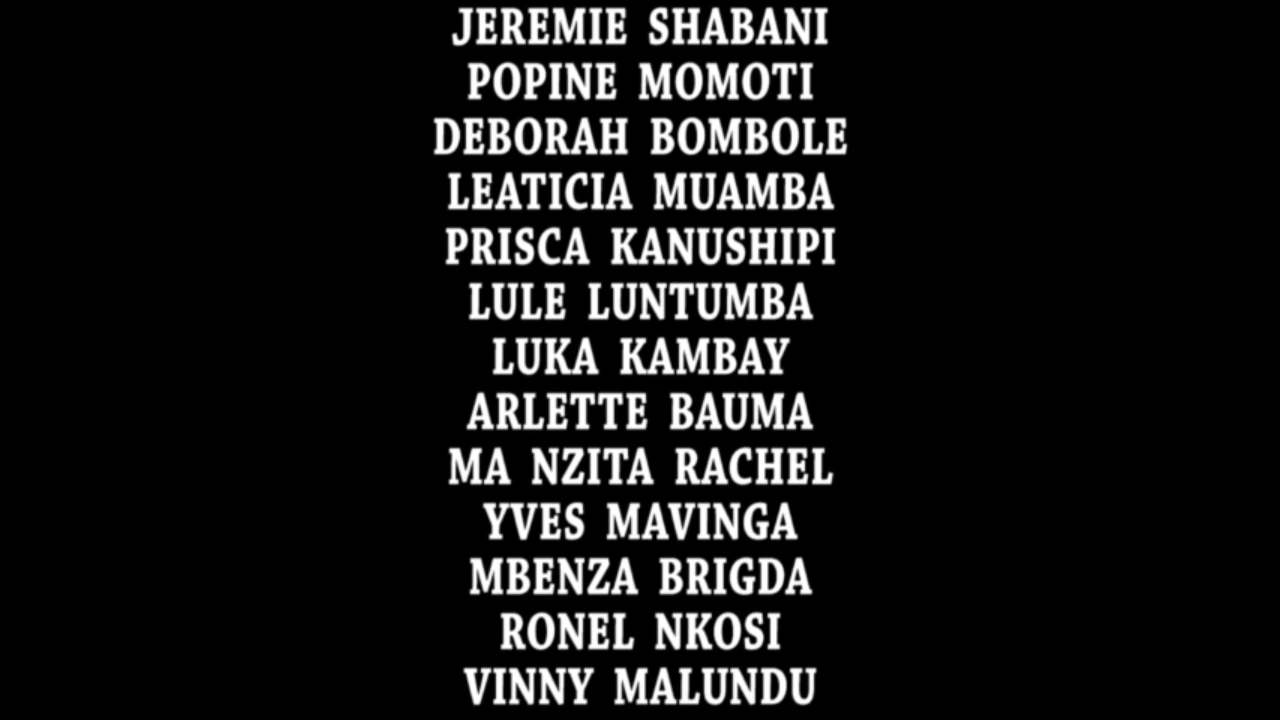 JEREMIE SHABANI
POPINE MOMOTI
DEBORAH BOMBOLE
LEATICIA MUAMBA
PRISCA KANUSHIPI
LULE LUNTUMBA
LUKA KAMBAY
ARLETTE BAUMA
MA NZITA RACHEL
YVES MAVINGA
MBENZA BRIGDA
RONEL NKOSI
VINNY MALUNDU